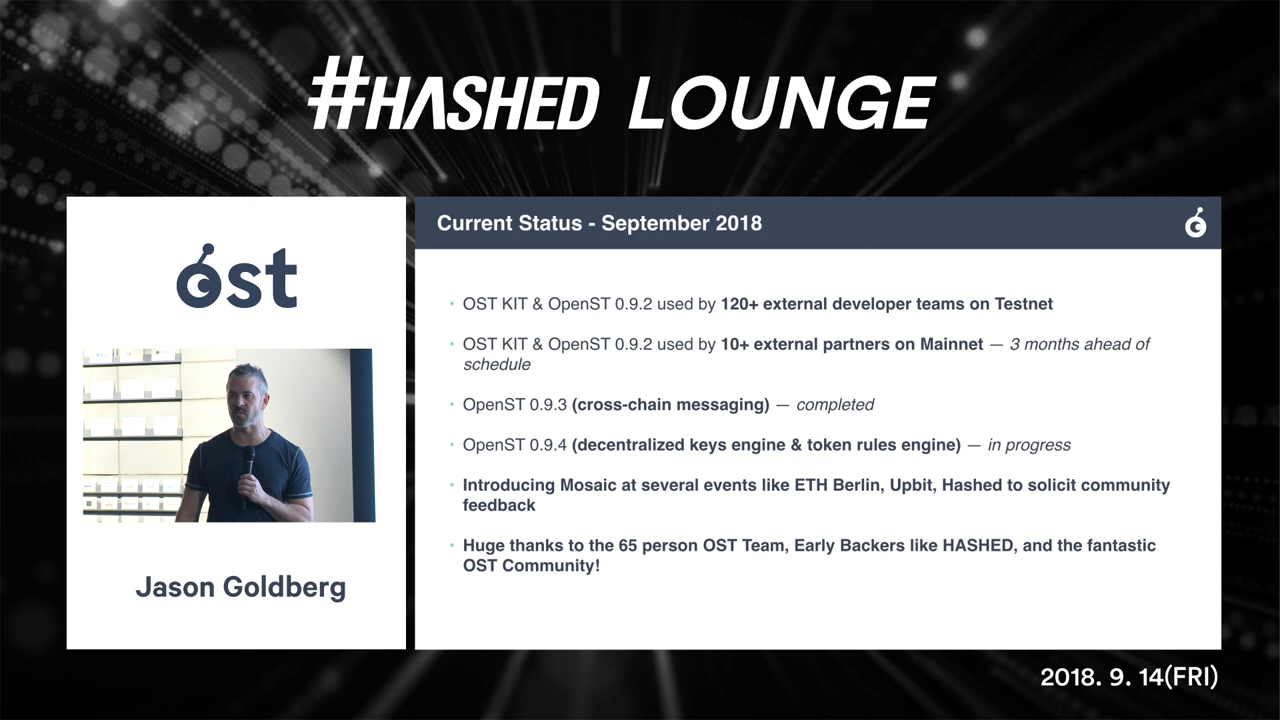 #HASHED LOUNGE
ost
Jason Goldberg
Current Status - September 2018
• OST KIT & OpenST 0.9.2 used by 120+ external developer teams on Testnet
• OST KIT & OpenST 0.9.2 used by 10+ external partners on Mainnet — 3 months ahead of
schedule
• OpenST 0.9.3 (cross-chain messaging) — completed
• OpenST 0.9.4 (decentralized keys engine & token rules engine) — in progress
• Introducing Mosaic at several events like ETH Berlin, Upbit, Hashed to solicit community
feedback
• Huge thanks to the 65 person OST Team, Early Backers like HASHED, and the fantastic
OST Community!
2018. 9. 14(FRI)